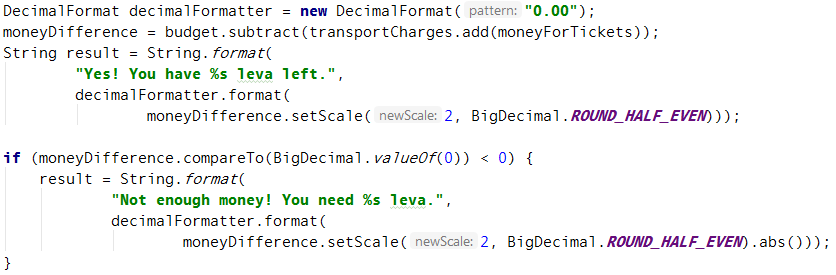 DecimalFormat decimalFormatter = new DecimalFormat( pattern: "0.00");
moneyDifference = budget.subtract(transportCharges.add(moneyForTickets));
String result = String.format(
"Yes! You have %s leva left.",
decimalFormatter.format(
moneyDifference.setScale( newScale: 2, BigDecimal.ROUND_HALF_EVEN)));
if (moneyDifference.compareTo(BigDecimal.valueOf(0)) < 0) {
result = String.format(
"Not enough money! You need %s leva.",
decimalFormatter.format(
moneyDifference.setScale( newScale: 2, BigDecimal.ROUND_HALF_EVEN).abs()));
}